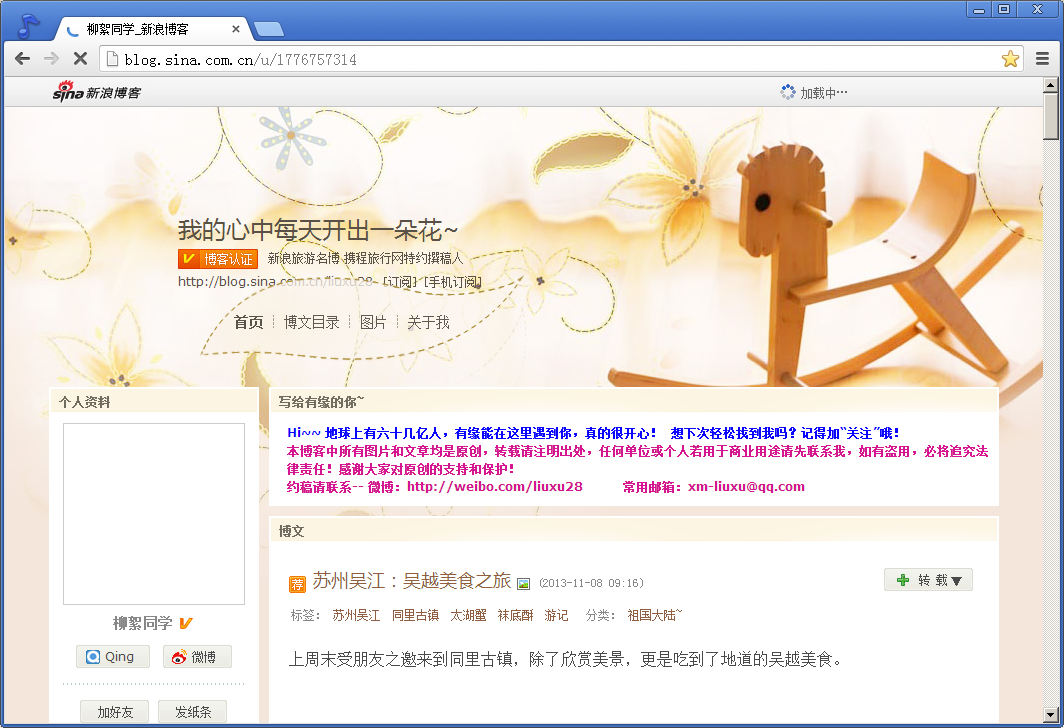 柳絮同学_新浪博客
blog.sina.com.cn/u/1776757314
sina新浪博客
加载中···
我的心中每天开出一朵花~
博客认证 新浪旅游名博 携程旅行网特约撰稿人
http://blog.sina.com.cn/liuxu28 [订阅] [手机订阅]
首页 博文目录 图片 关于我
个人资料
写给有缘的你~
Hi~~ 地球上有六十几亿人，有缘能在这里遇到你，真的很开心！ 想下次轻松找到我吗？记得加“关注”哦！
本博客中所有图片和文章均是原创，转载请注明出处，任何单位或个人若用于商业用途请先联系我，如有盗用，必将追究法
律责任！感谢大家对原创的支持和保护！
约稿请联系-- 微博：http://weibo.com/liuxu28 常用邮箱：xm-liuxu@qq.com
博文
荐 苏州吴江：吴越美食之旅 (2013-11-08 09:16)
转载▼
标签： 苏州吴江 同里古镇 太湖蟹 袜底酥 游记 分类： 祖国大陆~
上周末受朋友之邀来到同里古镇，除了欣赏美景，更是吃到了地道的吴越美食。
柳絮同学
Qing 微博
加好友 发纸条